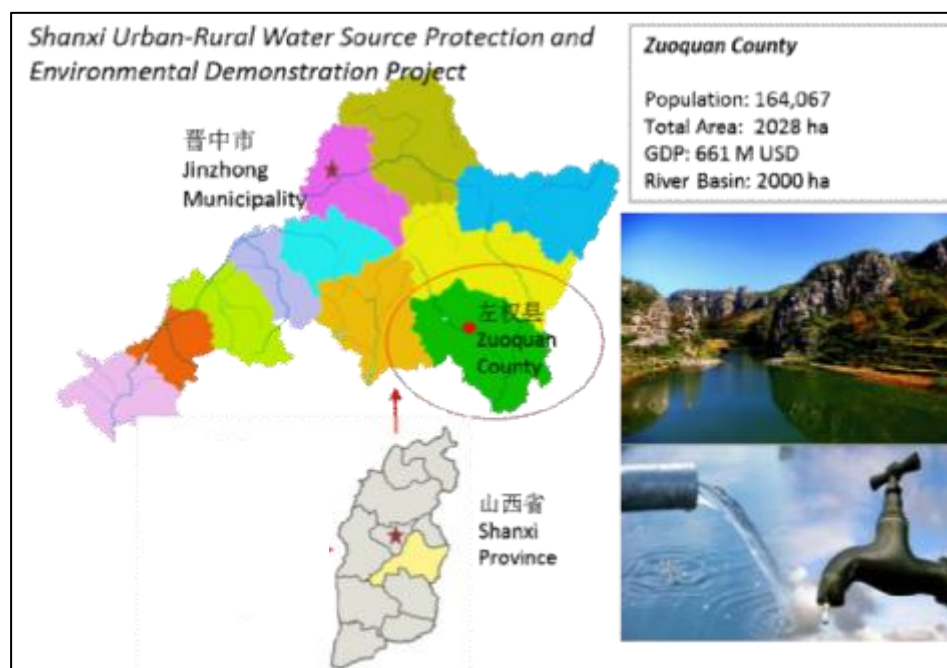 Shanxi Urban-Rural Water Source Protection and
Environmental Demonstration Project
晋中市
Jinzhong
Municipality
左权县
Zuoquan
County
山西省
Shanxi
Province
Zuoquan County
Population: 164,067
Total Area: 2028 ha
GDP: 661 M USD
River Basin: 2000 ha